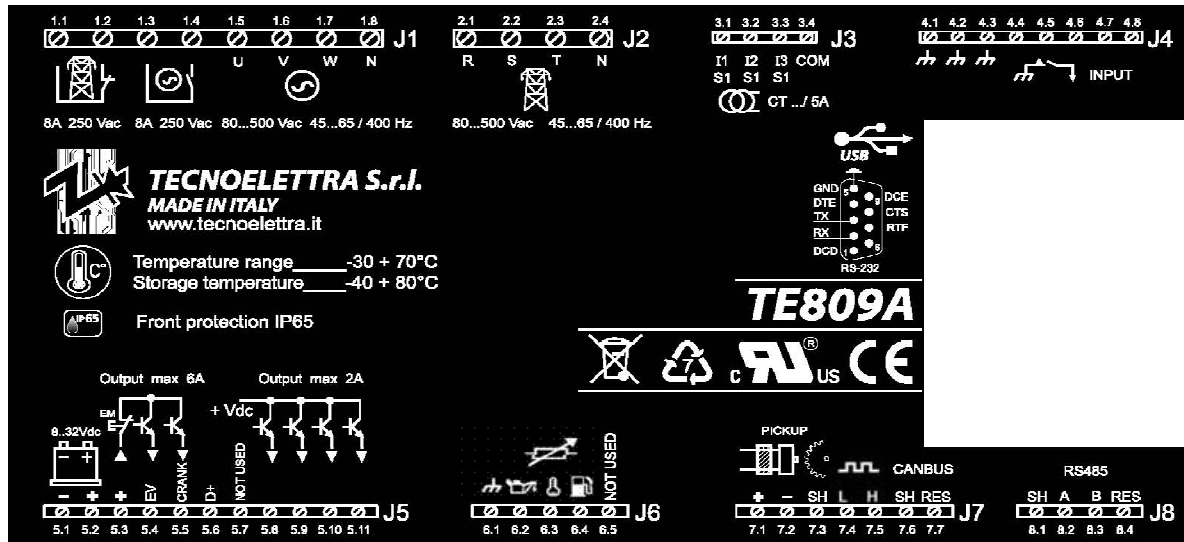 1.1 1.2 1.3 1.4 1.5 1.6 1.7 1.8 J1
U V W N
8A 250 Vac 8A 250 Vac 80...500 Vac 45...65 / 400 Hz
2.1 2.2 2.3 2.4 J2
R S T N
80...500 Vac 45...65 / 400 Hz
3.1 3.2 3.3 3.4 J3
I1 I2 I3 COM
S1 S1 S1
CT .../ 5A
4.1 4.2 4.3 4.4 4.5 4.6 4.7 4.8 J4
INPUT
TECNOELETTRA S.r.l.
MADE IN ITALY
www.tecnoelettra.it
C°
Temperature range_____-30 + 70°C
Storage temperature____-40 + 80°C
IP65
Front protection IP65
USB
GND 5
DTE 9 DCE
TX CTS
RX RTF
DCD 1 6
RS-232
TE809A
7 c RU ® US CE
Output max 6A Output max 2A
EM
+ Vdc
8..32Vdc
- +
- + + EV CRANK D+ NOT USED
5.1 5.2 5.3 5.4 5.5 5.6 5.7 5.8 5.9 5.10 5.11 J5
NOT USED
6.1 6.2 6.3 6.4 6.5 J6
PICKUP
CANBUS
+ - SH L H SH RES
7.1 7.2 7.3 7.4 7.5 7.6 7.7 J7
RS485
SH A B RES
8.1 8.2 8.3 8.4 J8